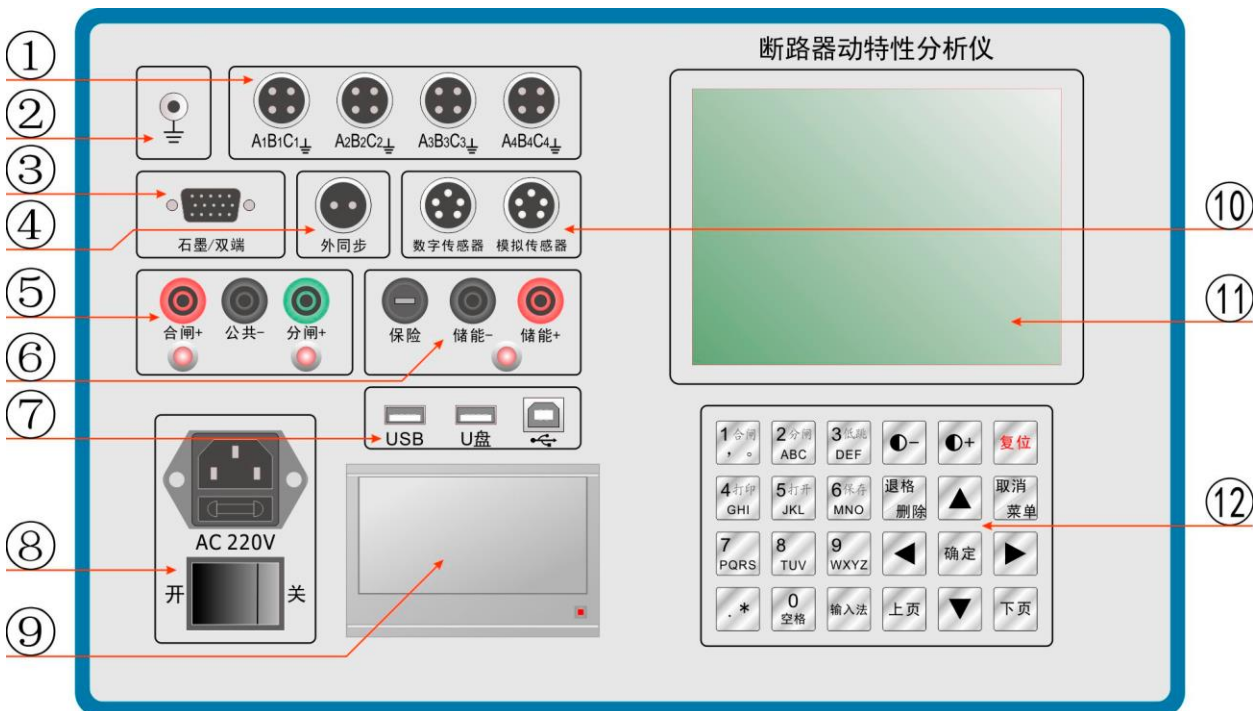 断路器动特性分析仪
①
②
③
④
⑤
⑥
⑦
⑧
⑨
⑩
⑪
⑫
A1B1C1 A2B2C2 A3B3C3 A4B4C4
石墨/双端 外同步 数字传感器 模拟传感器
合闸+ 公共- 分闸+ 保险 储能- 储能+
USB U盘
AC 220V
开 关
1 合闸 2 分闸 3 低跳 - + 复位
, 。 ABC DEF
4 打印 5 打开 6 保存 退格 取消
GHI JKL MNO 删除 菜单
7 8 9 确定
PQRS TUV WXYZ
. * 0 输入法 上页 下页
空格